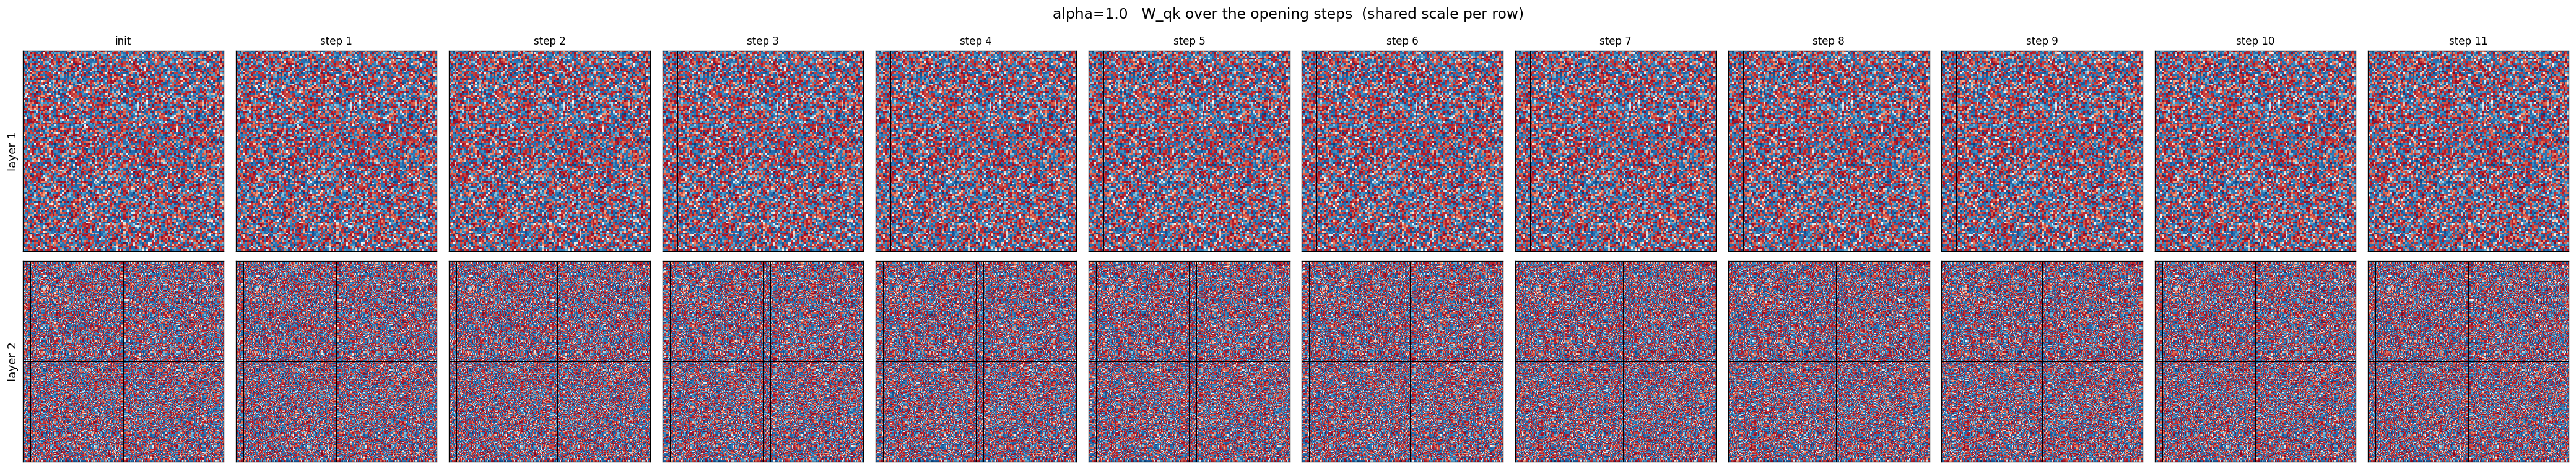 alpha=1.0   W_qk over the opening steps  (shared scale per row)
init
step 1
step 2
step 3
step 4
step 5
step 6
step 7
step 8
step 9
step 10
step 11
layer 1
layer 2